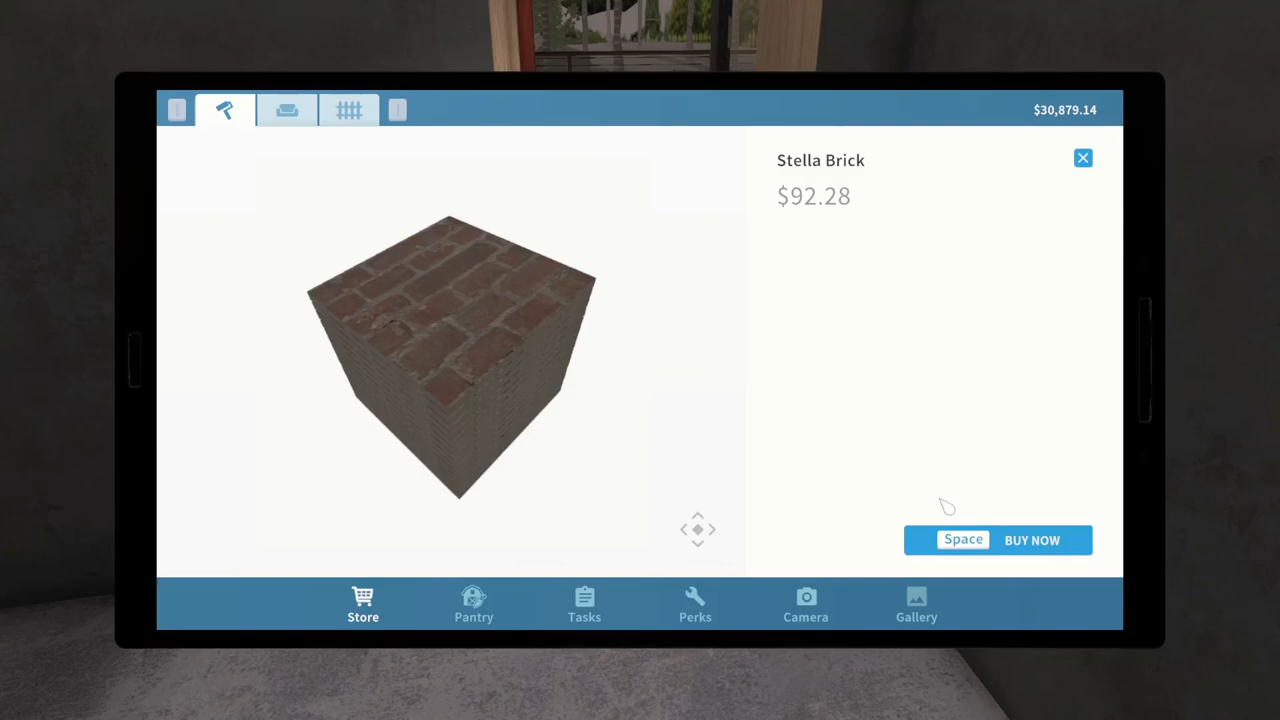 $30,879.14
Stella Brick
$92.28
Space BUY NOW
Store Pantry Tasks Perks Camera Gallery